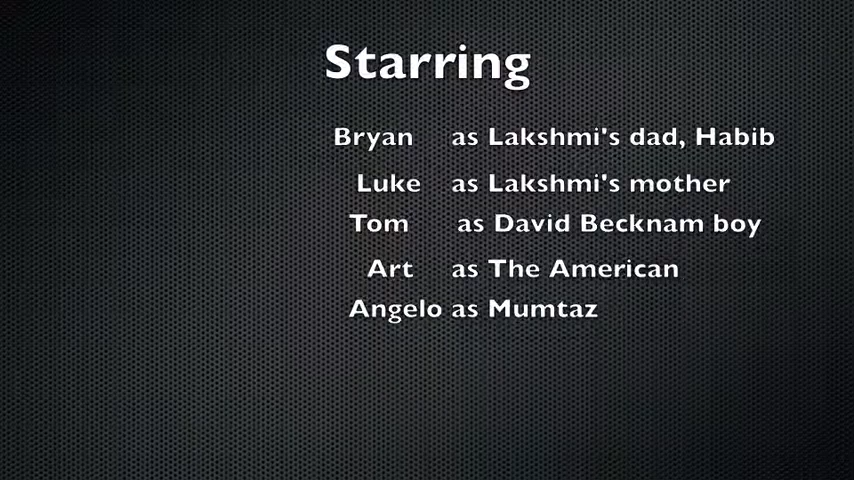 Starring
Bryan as Lakshmi's dad, Habib
Luke as Lakshmi's mother
Tom as David Becknam boy
Art as The American
Angelo as Mumtaz